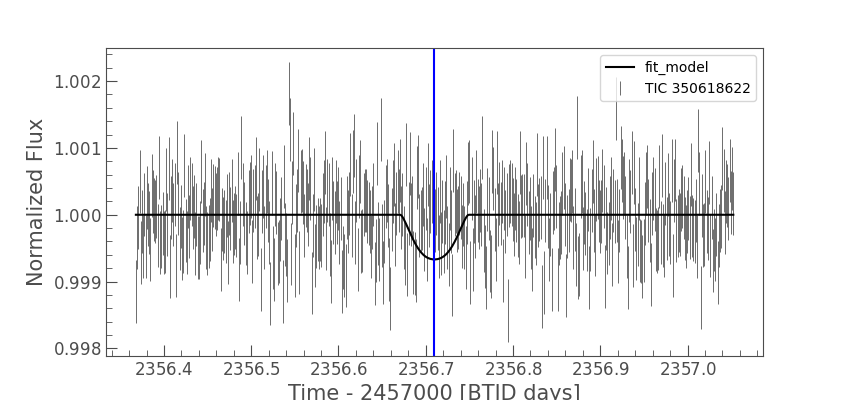 fit_model
TIC 350618622
1.002
1.001
1.000
0.999
0.998
Normalized Flux
2356.4 2356.5 2356.6 2356.7 2356.8 2356.9 2357.0
Time - 2457000 [BTJD days]